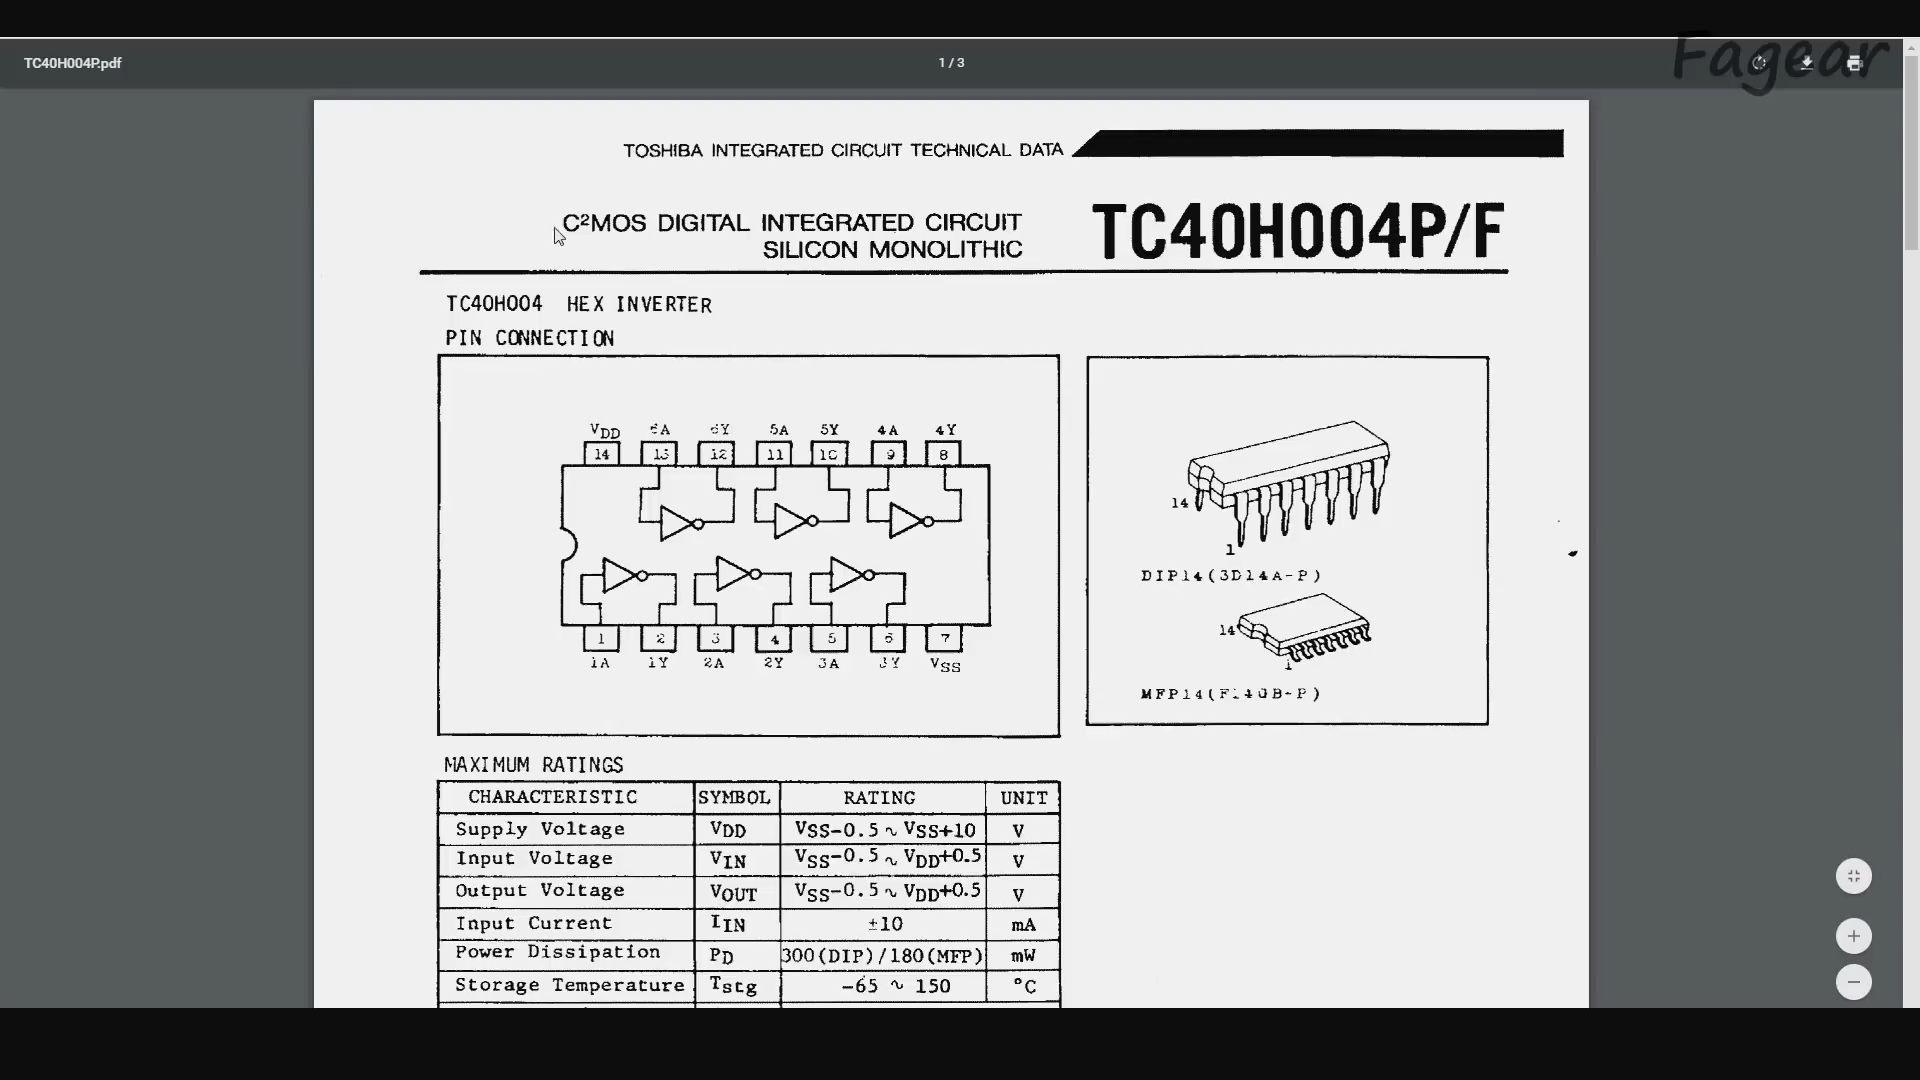 TC40H004P.pdf
1 / 3
Fagear
TOSHIBA INTEGRATED CIRCUIT TECHNICAL DATA
C²MOS DIGITAL INTEGRATED CIRCUIT
SILICON MONOLITHIC
TC40H004P/F
TC40H004 HEX INVERTER
PIN CONNECTION
VDD 6A 6Y 5A 5Y 4A 4Y
14 13 12 11 10 9 8
1 2 3 4 5 6 7
1A 1Y 2A 2Y 3A 3Y VSS
14
1
DIP14(3D14A-P)
14
1
MFP14(F14GB-P)
MAXIMUM RATINGS
CHARACTERISTIC SYMBOL RATING UNIT
Supply Voltage VDD VSS-0.5 ~ VSS+10 V
Input Voltage VIN VSS-0.5 ~ VDD+0.5 V
Output Voltage VOUT VSS-0.5 ~ VDD+0.5 V
Input Current IIN ±10 mA
Power Dissipation PD 300(DIP)/180(MFP) mW
Storage Temperature Tstg -65 ~ 150 °C